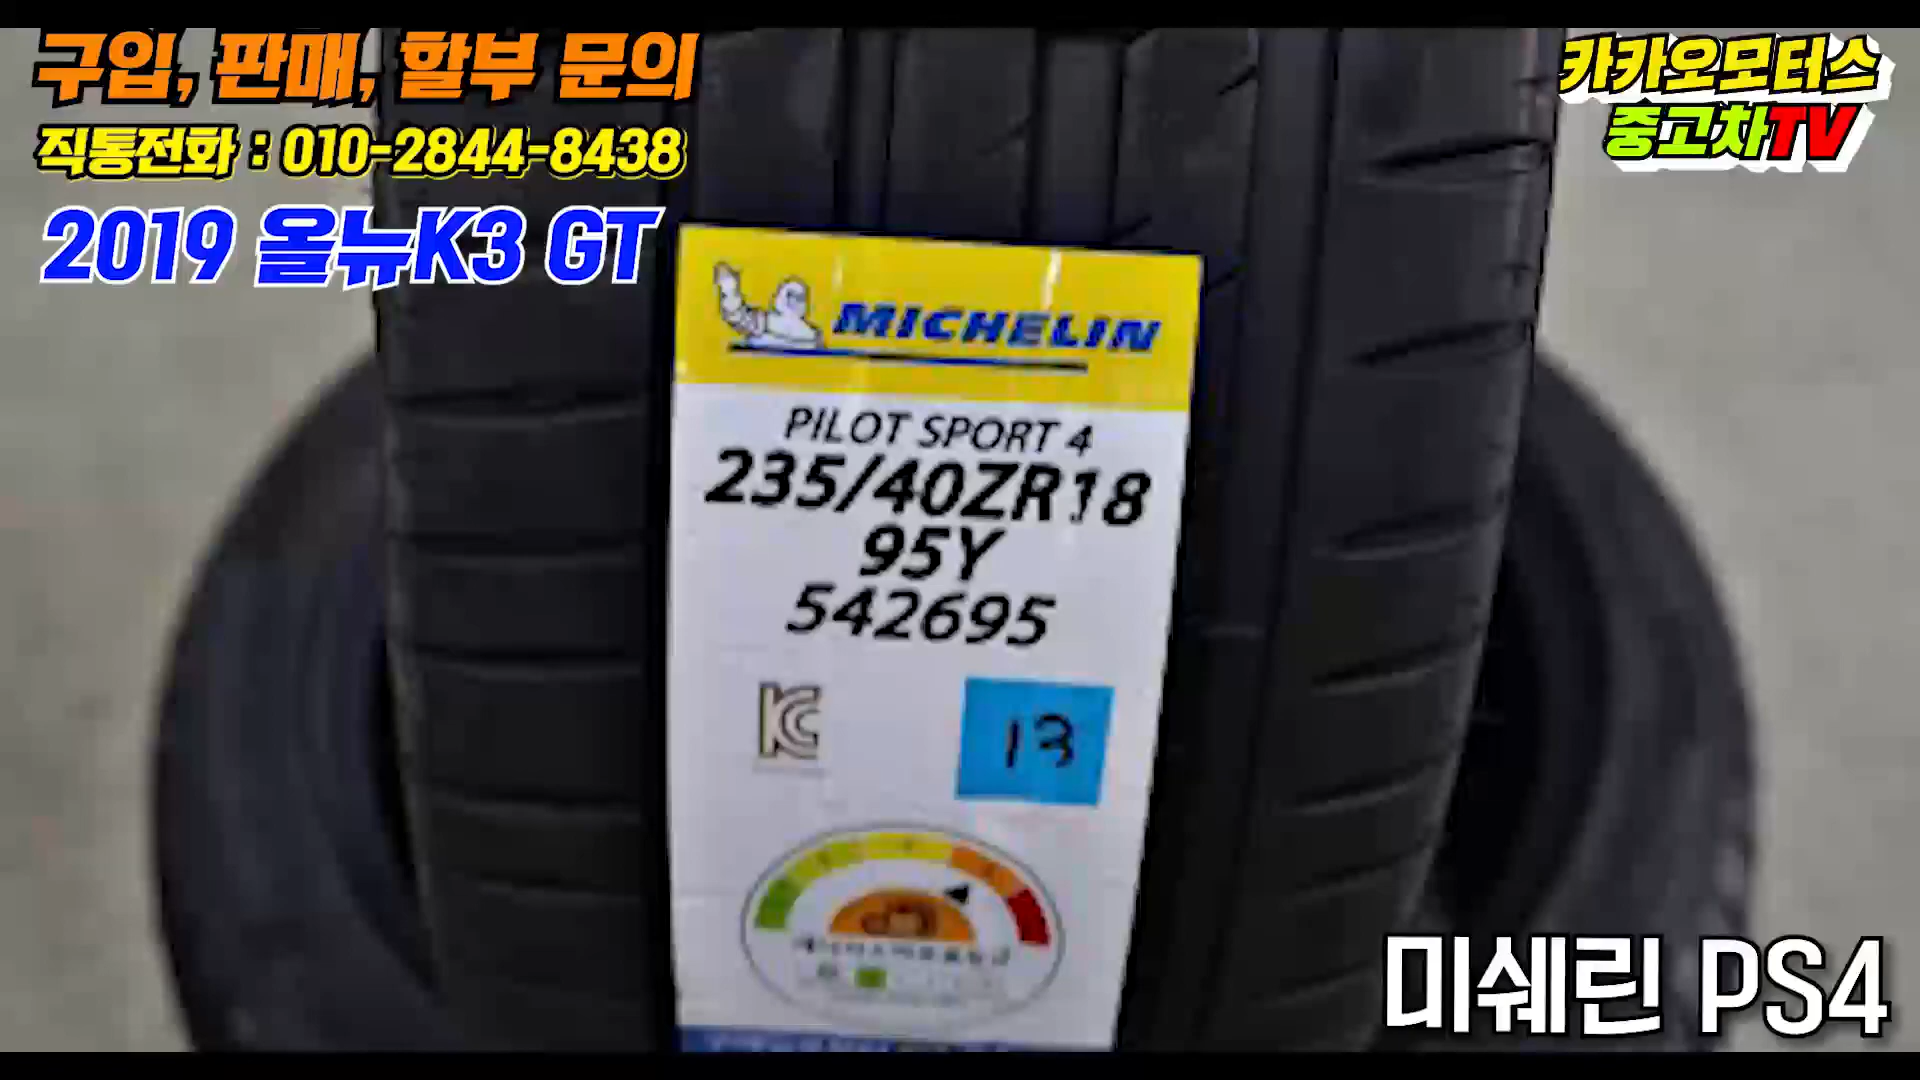 구입, 판매, 할부 문의
직통전화 : 010-2844-8438
2019 올뉴K3 GT
카카오모터스
중고차TV
MICHELIN
PILOT SPORT 4
235/40ZR18
95Y
542695
KC
13
미쉐린 PS4